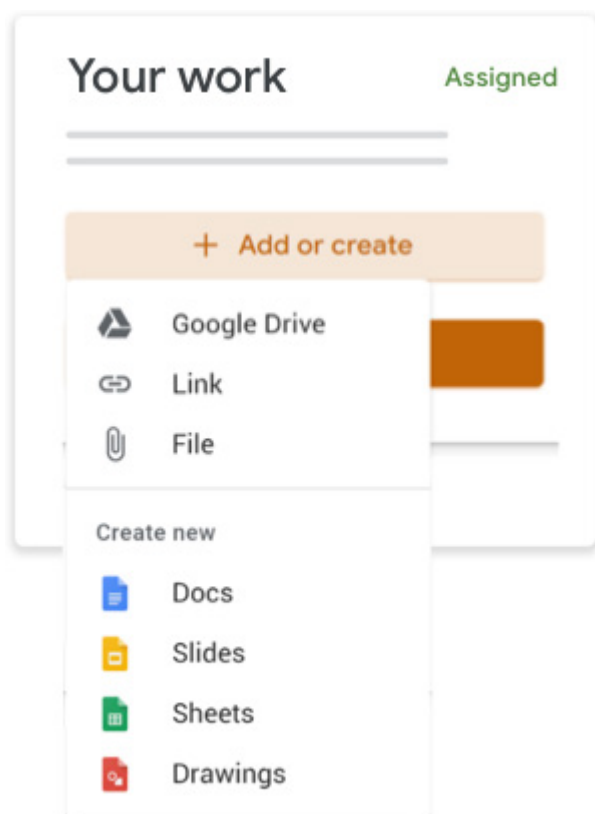 Your work
Assigned
+ Add or create
Google Drive
Link
File
Create new
Docs
Slides
Sheets
Drawings